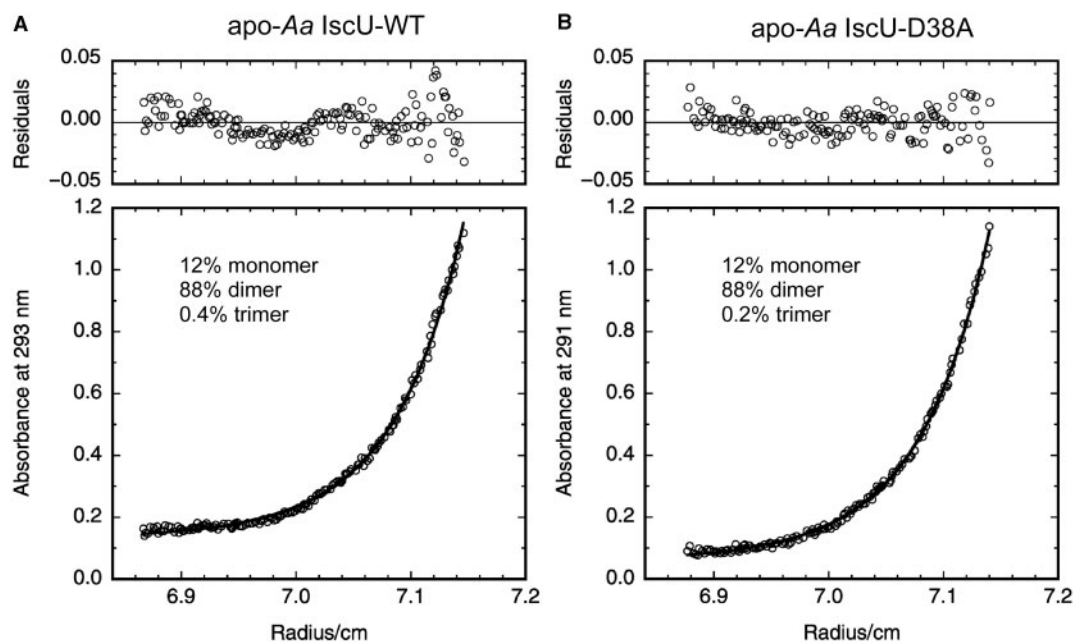 A
apo-Aa IscU-WT
0.05
0.00
−0.05
Residuals
1.2
1.0
0.8
0.6
0.4
0.2
0.0
Absorbance at 293 nm
12% monomer
88% dimer
0.4% trimer
6.9
7.0
7.1
7.2
Radius/cm
B
apo-Aa IscU-D38A
0.05
0.00
−0.05
Residuals
1.2
1.0
0.8
0.6
0.4
0.2
0.0
Absorbance at 291 nm
12% monomer
88% dimer
0.2% trimer
6.9
7.0
7.1
7.2
Radius/cm